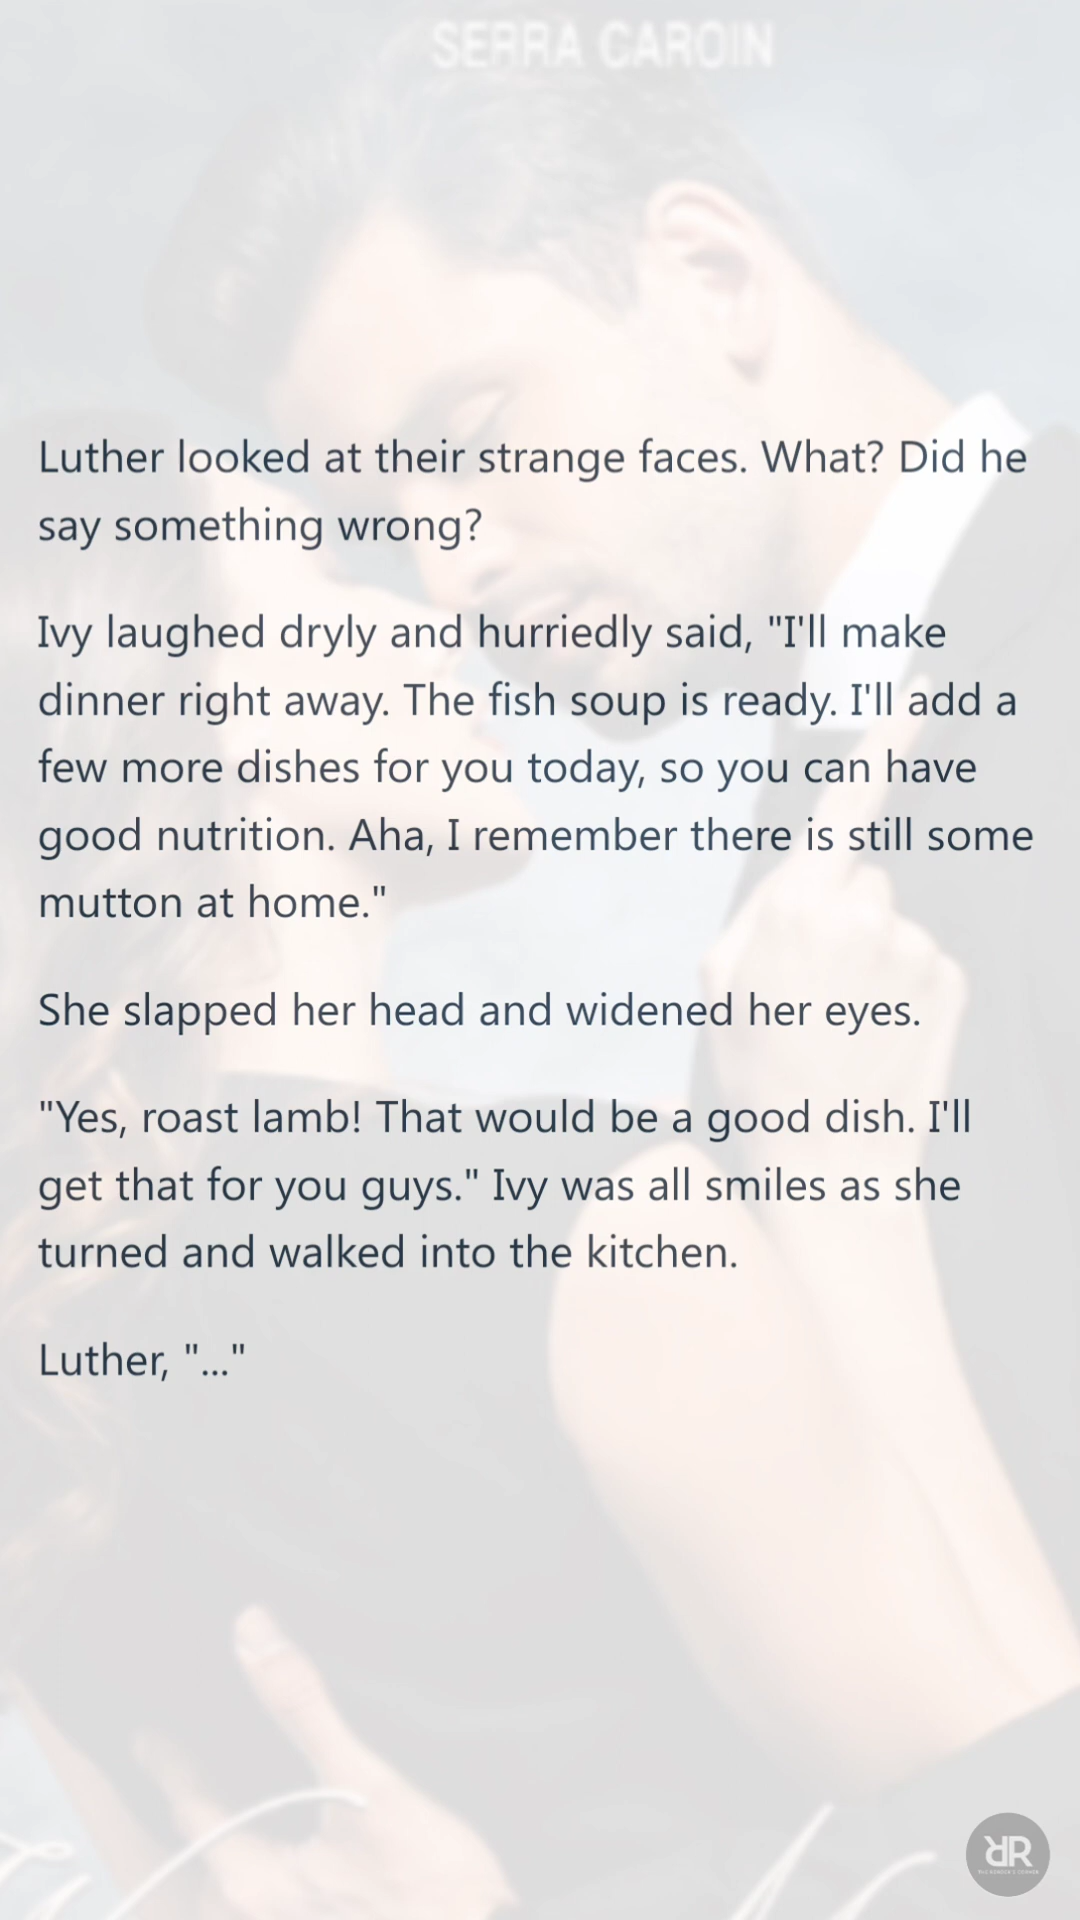 SERRA CAROIN
Luther looked at their strange faces. What? Did he
say something wrong?
Ivy laughed dryly and hurriedly said, "I'll make
dinner right away. The fish soup is ready. I'll add a
few more dishes for you today, so you can have
good nutrition. Aha, I remember there is still some
mutton at home."
She slapped her head and widened her eyes.
"Yes, roast lamb! That would be a good dish. I'll
get that for you guys." Ivy was all smiles as she
turned and walked into the kitchen.
Luther, "..."